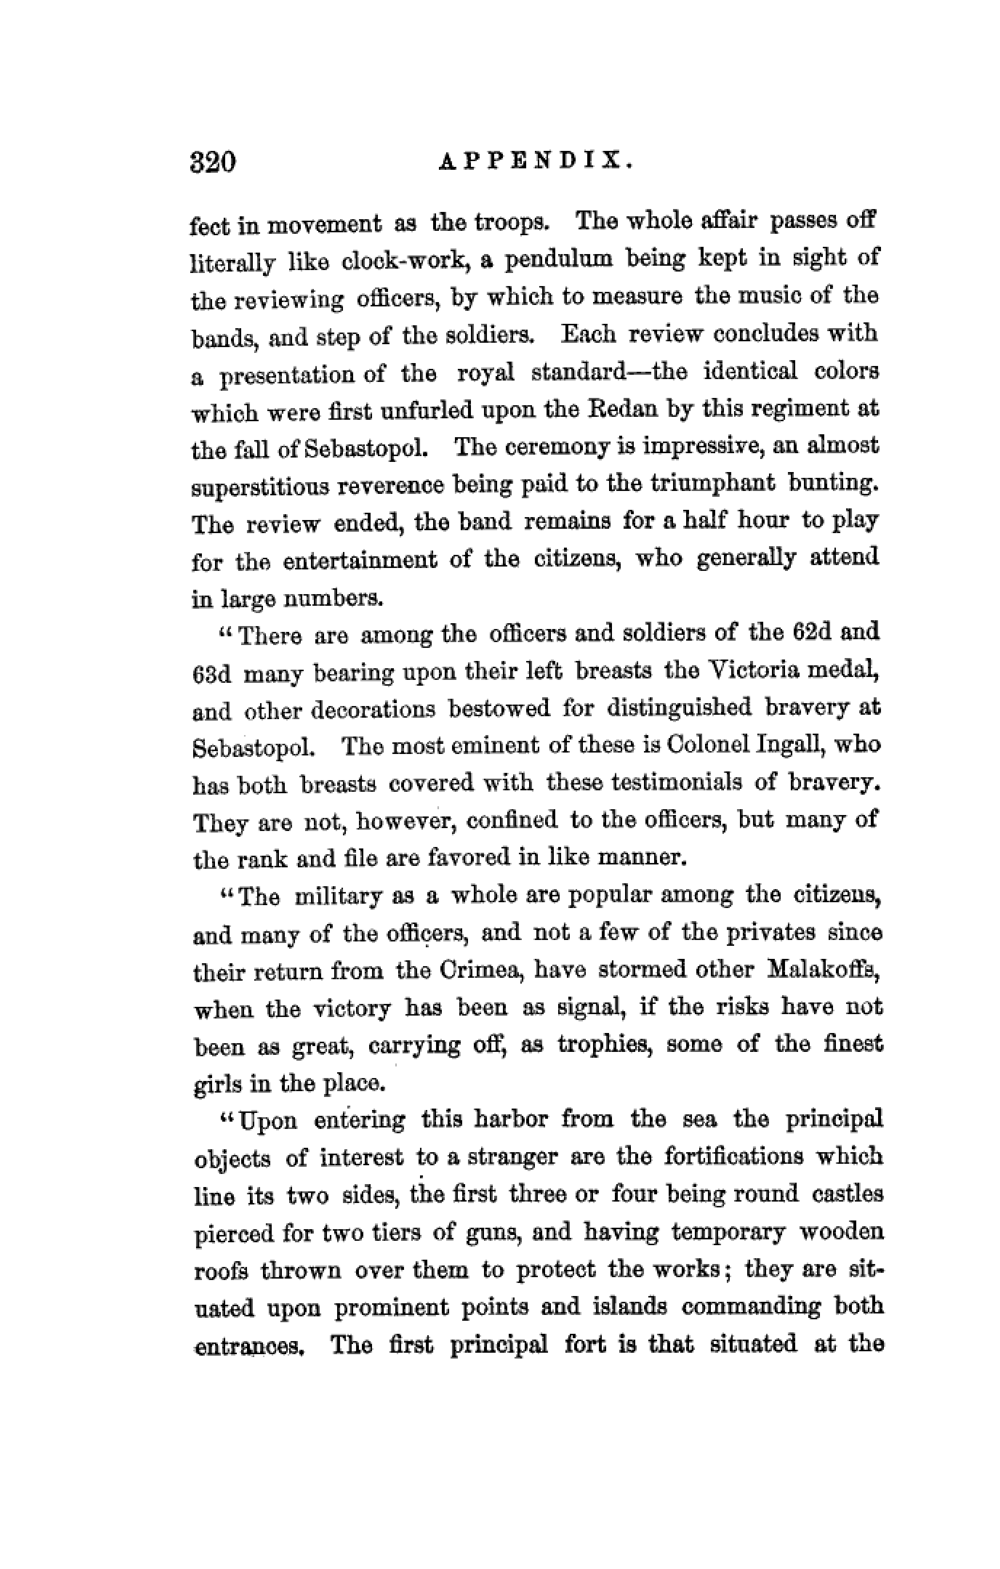 320 APPENDIX.
fect in movement as the troops. The whole affair passes off
literally like clock-work, a pendulum being kept in sight of
the reviewing officers, by which to measure the music of the
bands, and step of the soldiers. Each review concludes with
a presentation of the royal standard—the identical colors
which were first unfurled upon the Redan by this regiment at
the fall of Sebastopol. The ceremony is impressive, an almost
superstitious reverence being paid to the triumphant bunting.
The review ended, the band remains for a half hour to play
for the entertainment of the citizens, who generally attend
in large numbers.
“There are among the officers and soldiers of the 62d and
63d many bearing upon their left breasts the Victoria medal,
and other decorations bestowed for distinguished bravery at
Sebastopol. The most eminent of these is Colonel Ingall, who
has both breasts covered with these testimonials of bravery.
They are not, however, confined to the officers, but many of
the rank and file are favored in like manner.
“The military as a whole are popular among the citizens,
and many of the officers, and not a few of the privates since
their return from the Crimea, have stormed other Malakoffs,
when the victory has been as signal, if the risks have not
been as great, carrying off, as trophies, some of the finest
girls in the place.
“Upon entering this harbor from the sea the principal
objects of interest to a stranger are the fortifications which
line its two sides, the first three or four being round castles
pierced for two tiers of guns, and having temporary wooden
roofs thrown over them to protect the works; they are sit-
uated upon prominent points and islands commanding both
entrances. The first principal fort is that situated at the